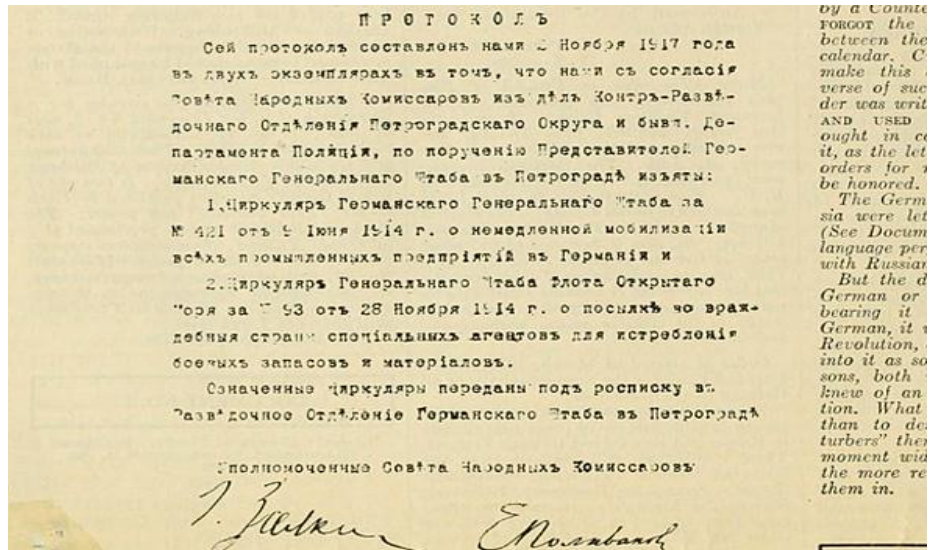 ПРОТОКОЛЪ
Сей протоколъ составленъ нами 2 Ноября 1917 года
въ двухъ экземплярахъ въ томъ, что нами съ согласія
Совѣта Народныхъ Комиссаровъ изъ дѣлъ Контръ-Развѣ-
дочнаго Отдѣленія Петроградскаго Округа и бывш. Де-
партамента Полиціи, по порученію Представителей Гер-
манскаго Генеральнаго Штаба въ Петроградѣ изъяты:
1.Циркуляръ Германскаго Генеральнаго Штаба за
№ 421 отъ 9 Іюня 1914 г. о немедленной мобилизаціи
всѣхъ промышленныхъ предпріятій въ Германіи и
2.Циркуляръ Генеральнаго Штаба Флота Открытаго
Моря за № 93 отъ 28 Ноября 1914 г. о посылкѣ во враж-
дебныя страны спеціальныхъ агентовъ для истребленія
боевыхъ запасовъ и матеріаловъ.
Означенные циркуляры переданы подъ росписку въ
Развѣдочное Отдѣленіе Германскаго Штаба въ Петроградѣ
Уполномоченные Совѣта Народныхъ Комиссаровъ
Г. Залкинд
Е Поливанов
by a Counte
FORGOT the
between the
calendar. C
make this
verse of suc
der was writ
AND USED
ought in c
it, as the let
orders for
be honored.
The Germ
sia were let
(See Docum
language per
with Russian
But the d
German or
bearing it
German, it
Revolution,
into it as so
sons, both
knew of an
tion. What
than to de
turbers" the
moment wid
the more re
them in.